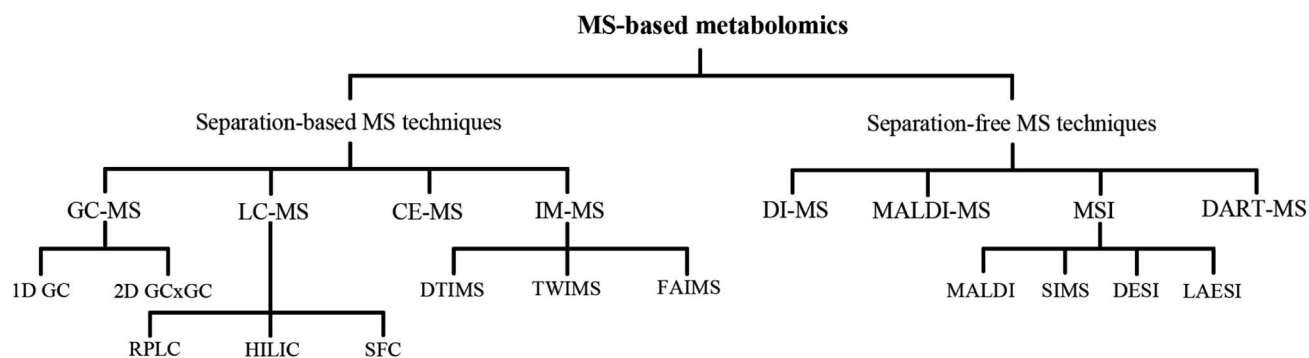 MS-based metabolomics
Separation-based MS techniques
Separation-free MS techniques
GC-MS
LC-MS
CE-MS
IM-MS
DI-MS
MALDI-MS
MSI
DART-MS
1D GC
2D GCxGC
DTIMS
TWIMS
FAIMS
MALDI
SIMS
DESI
LAESI
RPLC
HILIC
SFC